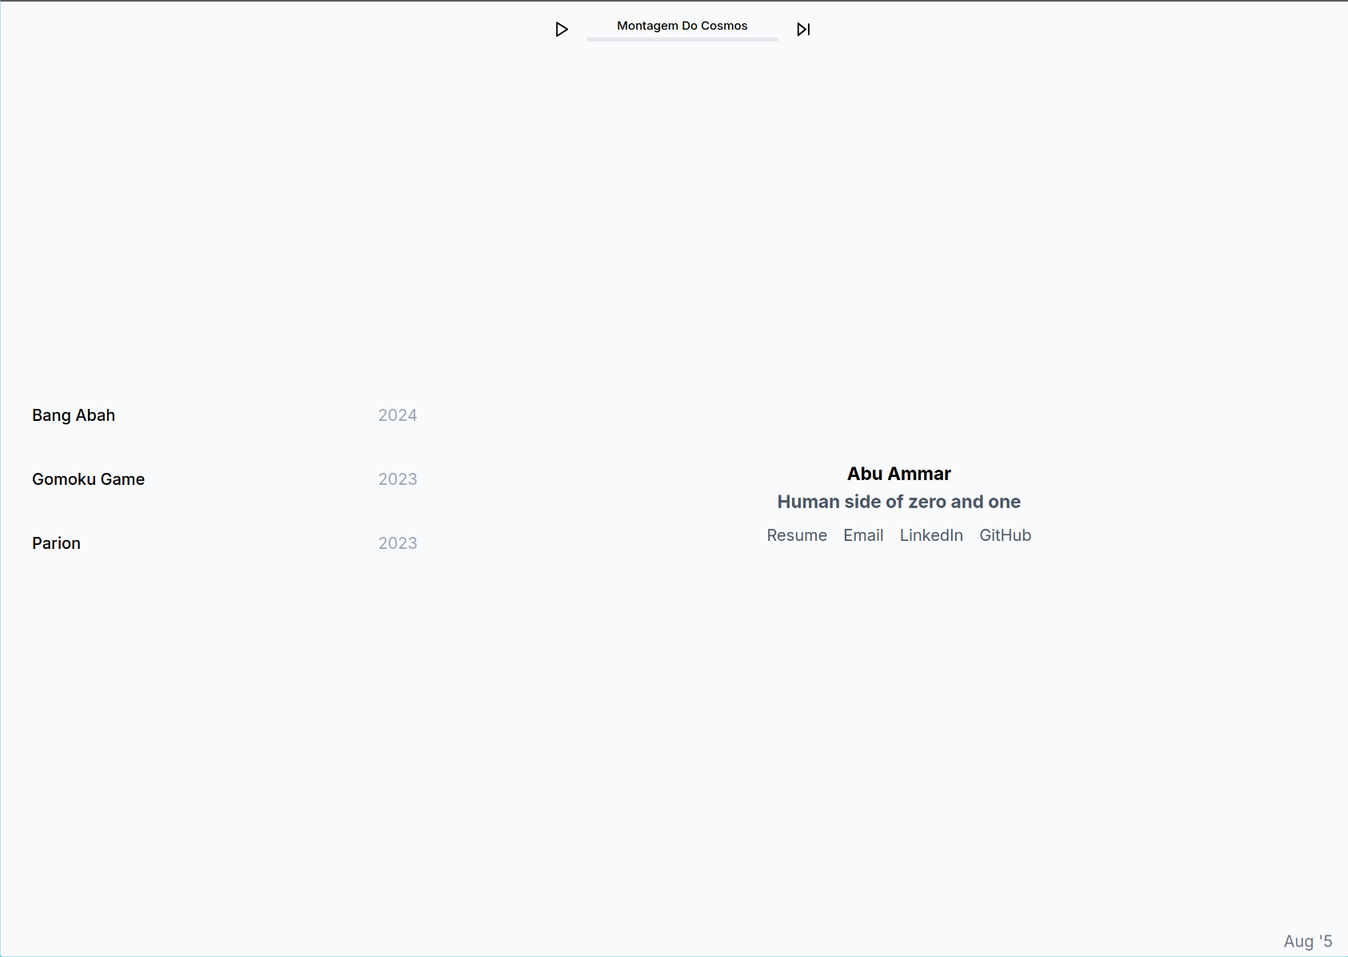 Montagem Do Cosmos
Bang Abah 2024
Gomoku Game 2023
Parion 2023
Abu Ammar
Human side of zero and one
Resume Email LinkedIn GitHub
Aug '5